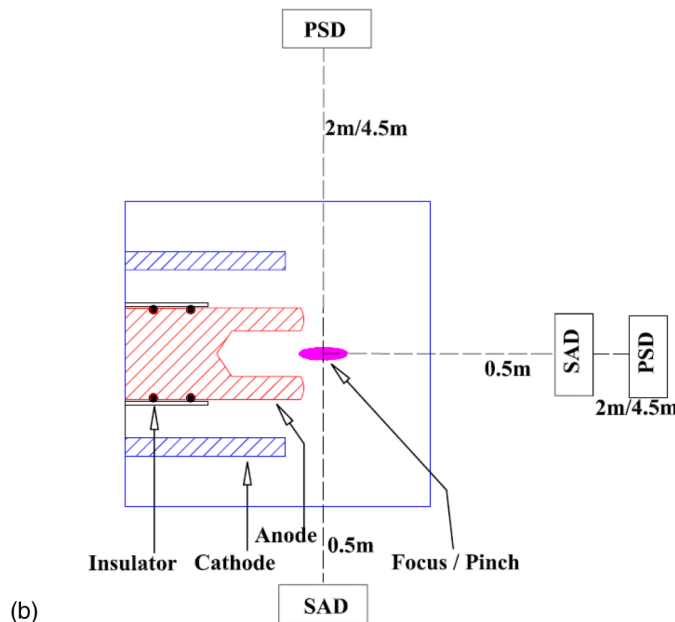 PSD
2m/4.5m
SAD
PSD
0.5m
2m/4.5m
Anode
0.5m
Insulator
Cathode
Focus / Pinch
SAD
(b)